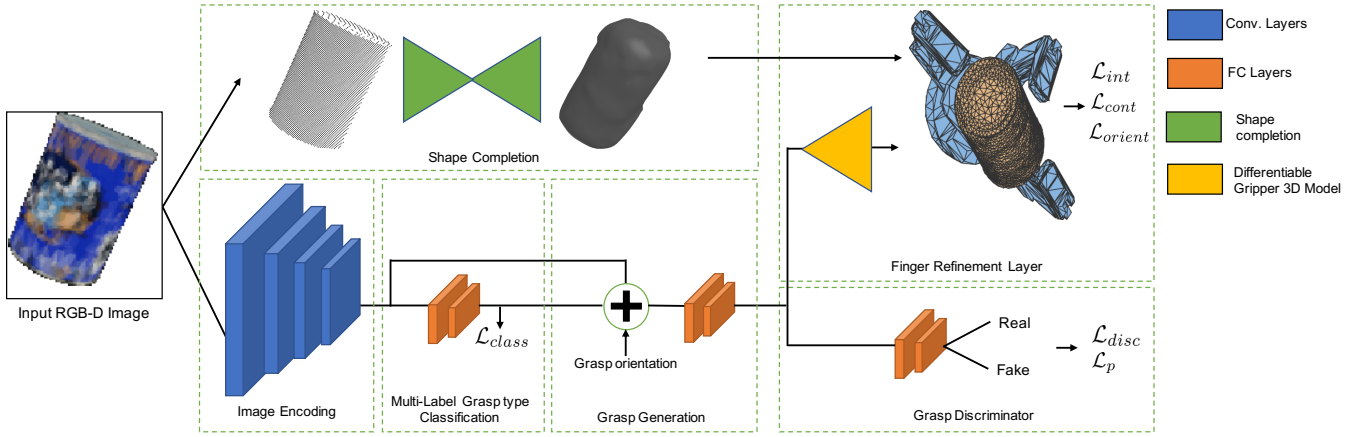 Conv. Layers
FC Layers
Shape
completion
Differentiable
Gripper 3D Model
Shape Completion
Input RGB-D Image
Image Encoding
ℒclass
Multi-Label Grasp type
Classification
Grasp orientation
Grasp Generation
ℒint
ℒcont
ℒorient
Finger Refinement Layer
Real
Fake
ℒdisc
ℒp
Grasp Discriminator